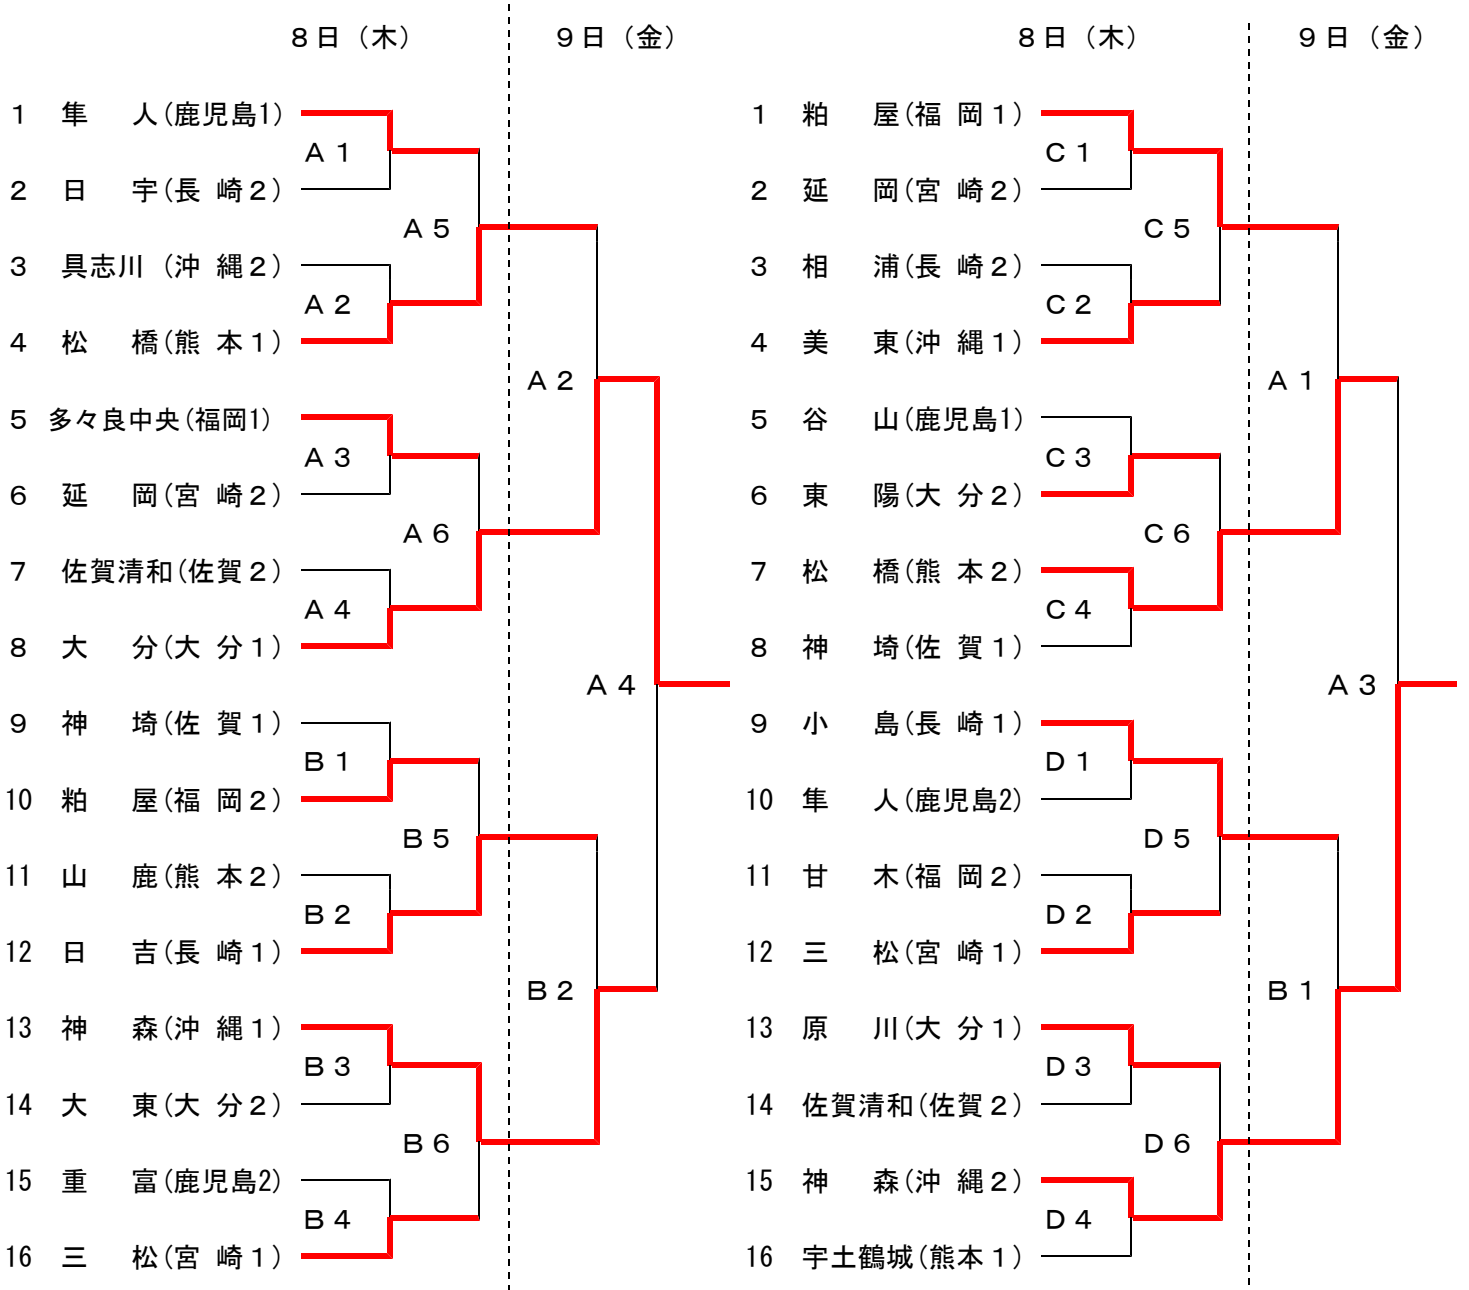 ８日（木） ９日（金） ８日（木） ９日（金）
1 隼 人(鹿児島1) 1 粕 屋(福 岡１)
Ａ１ Ｃ１
2 日 宇(長 崎２) 2 延 岡(宮 崎２)
Ａ５ Ｃ５
3 具志川 (沖 縄２) 3 相 浦(長 崎２)
Ａ２ Ｃ２
4 松 橋(熊 本１) 4 美 東(沖 縄１)
Ａ２ Ａ１
5 多々良中央(福岡1) 5 谷 山(鹿児島1)
Ａ３ Ｃ３
6 延 岡(宮 崎２) 6 東 陽(大 分２)
Ａ６ Ｃ６
7 佐賀清和(佐賀２) 7 松 橋(熊 本２)
Ａ４ Ｃ４
8 大 分(大 分１) 8 神 埼(佐 賀１)
Ａ４ Ａ３
9 神 埼(佐 賀１) 9 小 島(長 崎１)
Ｂ１ Ｄ１
10 粕 屋(福 岡２) 10 隼 人(鹿児島2)
Ｂ５ Ｄ５
11 山 鹿(熊 本２) 11 甘 木(福 岡２)
Ｂ２ Ｄ２
12 日 吉(長 崎１) 12 三 松(宮 崎１)
Ｂ２ Ｂ１
13 神 森(沖 縄１) 13 原 川(大 分１)
Ｂ３ Ｄ３
14 大 東(大 分２) 14 佐賀清和(佐賀２)
Ｂ６ Ｄ６
15 重 富(鹿児島2) 15 神 森(沖 縄２)
Ｂ４ Ｄ４
16 三 松(宮 崎１) 16 宇土鶴城(熊本１)